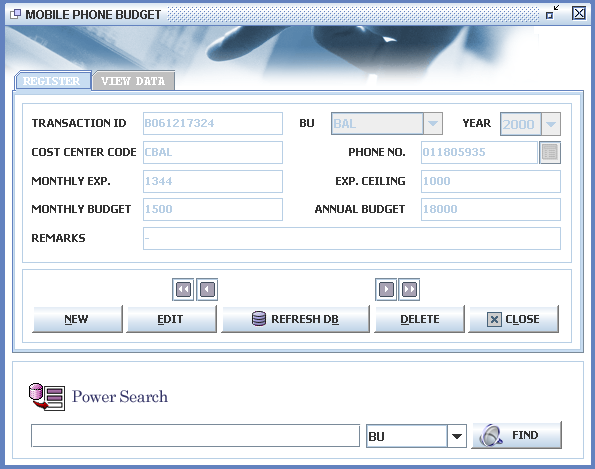 MOBILE PHONE BUDGET
REGISTER VIEW DATA
TRANSACTION ID B061217324 BU BAL YEAR 2000
COST CENTER CODE CBAL PHONE NO. 011805935
MONTHLY EXP. 1344 EXP. CEILING 1000
MONTHLY BUDGET 1500 ANNUAL BUDGET 18000
REMARKS -
NEW EDIT REFRESH DB DELETE CLOSE
Power Search
BU FIND